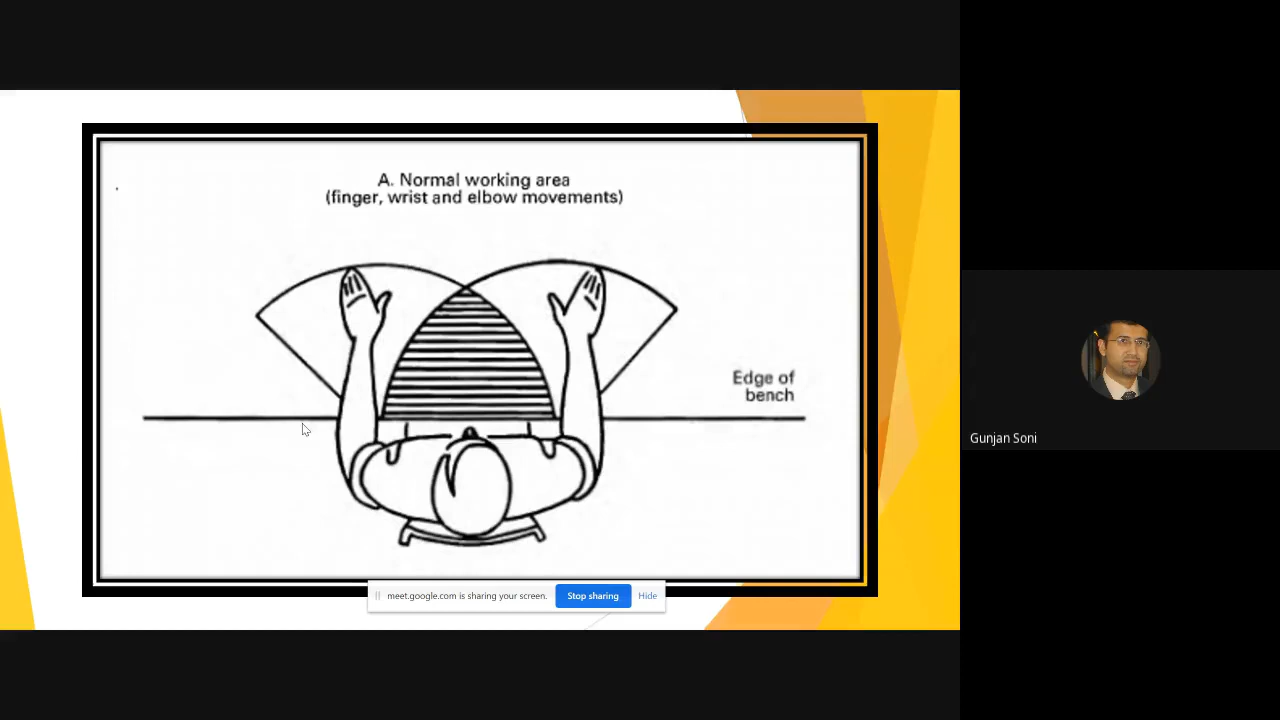 A. Normal working area
(finger, wrist and elbow movements)
Edge of
bench
Gunjan Soni
meet.google.com is sharing your screen.
Stop sharing
Hide